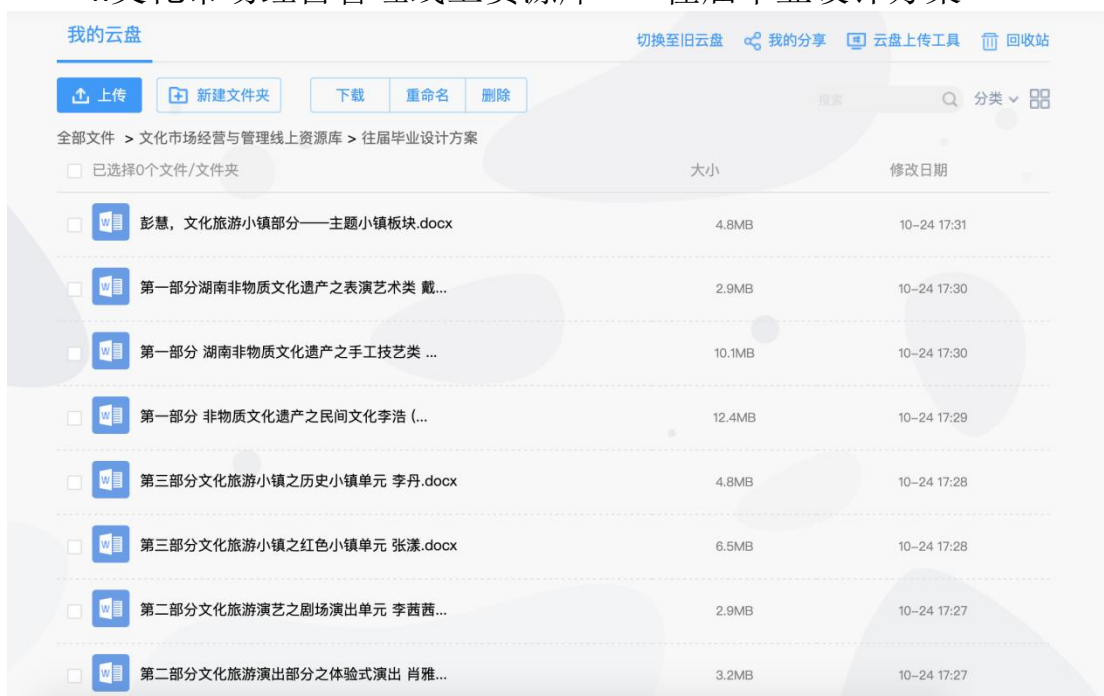 我的云盘
切换至旧云盘 我的分享 云盘上传工具 回收站
上传 新建文件夹 下载 重命名 删除 搜索 分类
全部文件 > 文化市场经营与管理线上资源库 > 往届毕业设计方案
已选择0个文件/文件夹 大小 修改日期
彭慧，文化旅游小镇部分——主题小镇板块.docx 4.8MB 10-24 17:31
第一部分湖南非物质文化遗产之表演艺术类 戴... 2.9MB 10-24 17:30
第一部分 湖南非物质文化遗产之手工技艺类 ... 10.1MB 10-24 17:30
第一部分 非物质文化遗产之民间文化李浩 (... 12.4MB 10-24 17:29
第三部分文化旅游小镇之历史小镇单元 李丹.docx 4.8MB 10-24 17:28
第三部分文化旅游小镇之红色小镇单元 张漾.docx 6.5MB 10-24 17:28
第二部分文化旅游演艺之剧场演出单元 李茜茜... 2.9MB 10-24 17:27
第二部分文化旅游演出部分之体验式演出 肖雅... 3.2MB 10-24 17:27